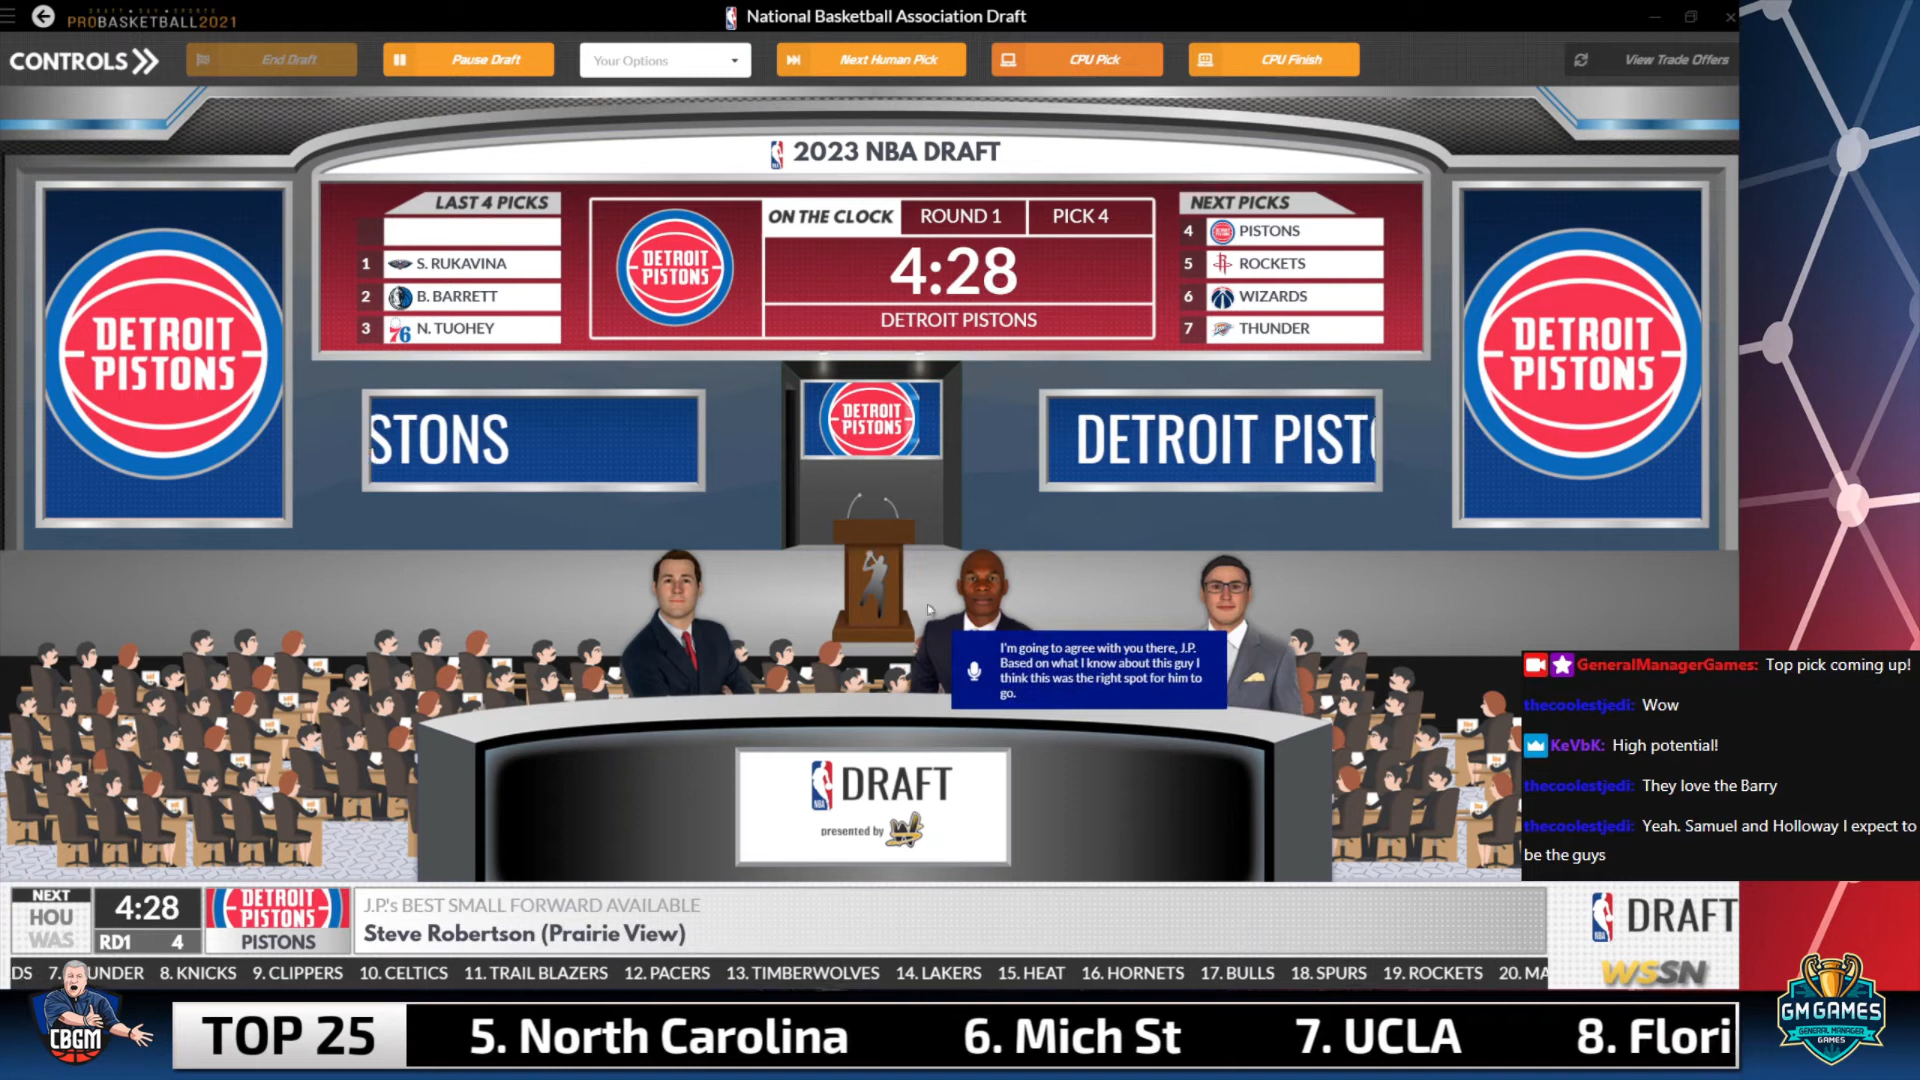 DRAFT DAY SPORTS
PROBASKETBALL2021
National Basketball Association Draft
CONTROLS
End Draft
Pause Draft
Your Options
Next Human Pick
CPU Pick
CPU Finish
View Trade Offers
2023 NBA DRAFT
LAST 4 PICKS
1 S. RUKAVINA
2 B. BARRETT
3 N. TUOHEY
DETROIT PISTONS
ON THE CLOCK
ROUND 1
PICK 4
4:28
DETROIT PISTONS
NEXT PICKS
4 PISTONS
5 ROCKETS
6 WIZARDS
7 THUNDER
DETROIT
PISTONS
STONS
DETROIT
PISTONS
DETROIT PIST
DETROIT
PISTONS
I'm going to agree with you there, J.P.
Based on what I know about this guy I
think this was the right spot for him to
go.
GeneralManagerGames: Top pick coming up!
thecoolestjedi: Wow
KeVbK: High potential!
thecoolestjedi: They love the Barry
thecoolestjedi: Yeah. Samuel and Holloway I expect to
be the guys
NBA DRAFT
presented by
NEXT
HOU
WAS
4:28
RD1 4
DETROIT
PISTONS
PISTONS
J.P.'s BEST SMALL FORWARD AVAILABLE
Steve Robertson (Prairie View)
DRAFT
WSSN
DS 7. UNDER 8. KNICKS 9. CLIPPERS 10. CELTICS 11. TRAIL BLAZERS 12. PACERS 13. TIMBERWOLVES 14. LAKERS 15. HEAT 16. HORNETS 17. BULLS 18. SPURS 19. ROCKETS 20. MA
CBGM
TOP 25
5. North Carolina 6. Mich St 7. UCLA 8. Flori
GM GAMES
GENERAL MANAGER
GAMES